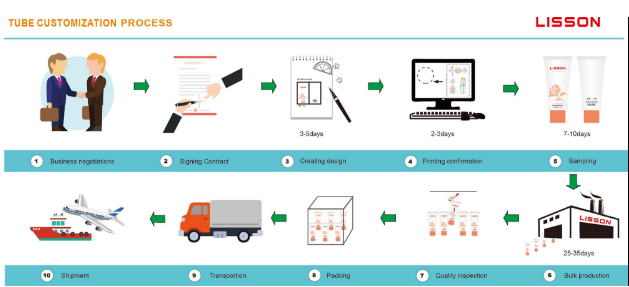 TUBE CUSTOMIZATION PROCESS
LISSON
CONTRACT
LISSON
3-5days
2-3days
7-10days
1 Business negotiations
2 Signing Contract
3 Creating design
4 Printing confirmation
5 Sampling
LISSON
25-35days
10 Shipment
9 Transportion
8 Packing
7 Quality inspection
6 Bulk production